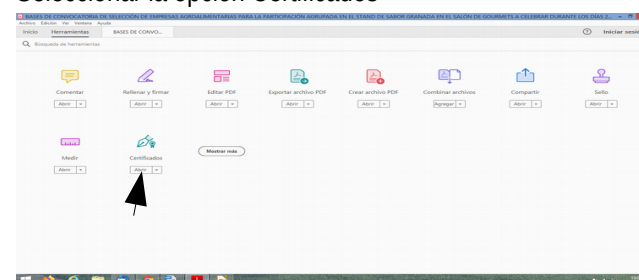 Seleccionar la opción Certificados
BASES DE CONVOCATORIA DE SELECCIÓN DE EMPRESAS AGROALIMENTARIAS PARA LA PARTICIPACIÓN AGRUPADA EN EL STAND DE SABOR GRANADA EN EL SALÓN DE GOURMETS A CELEBRAR DURANTE LOS DÍAS 2...
Archivo Edición Ver Ventana Ayuda
Inicio Herramientas BASES DE CONVO... Iniciar sesió
Búsqueda de herramientas
Comentar Rellenar y firmar Editar PDF Exportar archivo PDF Crear archivo PDF Combinar archivos Compartir Sello
Abrir Abrir Abrir Abrir Abrir Agregar Abrir Abrir
Medir Certificados Mostrar más
Abrir Abrir